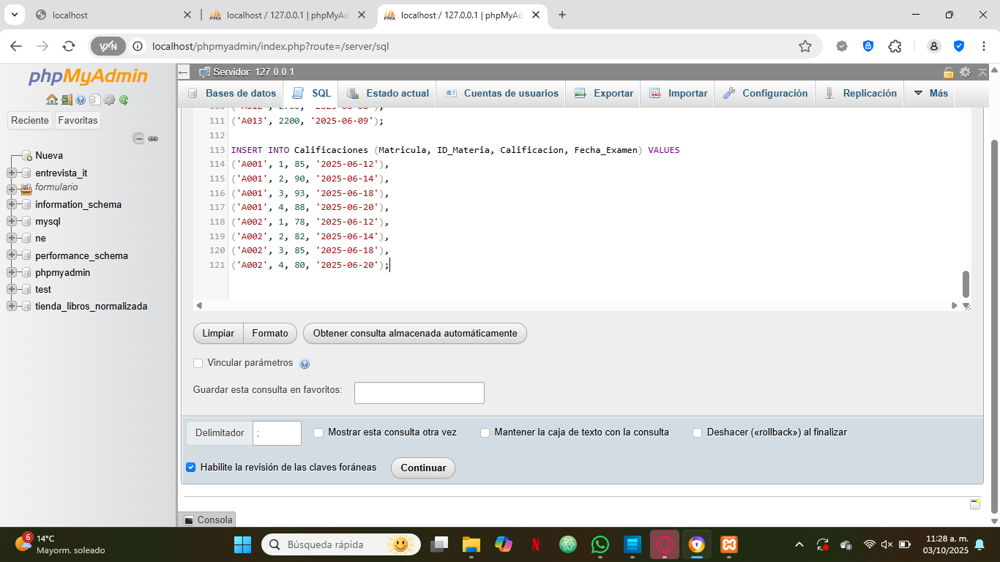 localhost
localhost / 127.0.0.1 | phpMyAd
localhost / 127.0.0.1 | phpMyAd
VPN
localhost/phpmyadmin/index.php?route=/server/sql
phpMyAdmin
Reciente
Favoritas
Nueva
entrevista_it
formulario
information_schema
mysql
ne
performance_schema
phpmyadmin
test
tienda_libros_normalizada
Servidor: 127.0.0.1
Bases de datos
SQL
Estado actual
Cuentas de usuarios
Exportar
Importar
Configuración
Replicación
Más
111 ('A013', 2200, '2025-06-09');
112
113 INSERT INTO Calificaciones (Matricula, ID_Materia, Calificacion, Fecha_Examen) VALUES
114 ('A001', 1, 85, '2025-06-12'),
115 ('A001', 2, 90, '2025-06-14'),
116 ('A001', 3, 93, '2025-06-18'),
117 ('A001', 4, 88, '2025-06-20'),
118 ('A002', 1, 78, '2025-06-12'),
119 ('A002', 2, 82, '2025-06-14'),
120 ('A002', 3, 85, '2025-06-18'),
121 ('A002', 4, 80, '2025-06-20');
Limpiar
Formato
Obtener consulta almacenada automáticamente
Vincular parámetros
Guardar esta consulta en favoritos:
Delimitador
;
Mostrar esta consulta otra vez
Mantener la caja de texto con la consulta
Deshacer («rollback») al finalizar
Habilite la revisión de las claves foráneas
Continuar
Consola
6
14°C
Mayorm. soleado
Búsqueda rápida
11:28 a. m.
03/10/2025